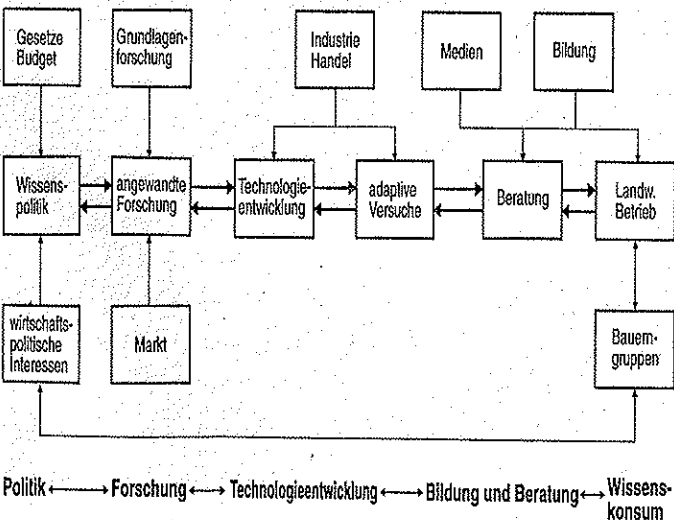 Gesetze
Budget
Grundlagen-
forschung
Industrie
Handel
Medien
Bildung
Wissens-
politik
angewandte
Forschung
Technologie-
entwicklung
adaptive
Versuche
Beratung
Landw.
Betrieb
wirtschafts-
politische
Interessen
Markt
Bauern-
gruppen
Politik Forschung Technologieentwicklung Bildung und Beratung Wissens-
konsum